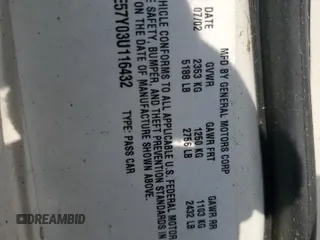 MFD BY GENERAL MOTORS CORP
DATE GVWR GAWR FRT GAWR RR
07/02 2353 KG 1250 KG 1103 KG
5188 LB 2756 LB 2432 LB
VEHICLE CONFORMS TO ALL APPLICABLE U.S. FEDERAL MOTOR
E SAFETY, BUMPER, AND THEFT PREVENTION STANDARDS IN
ON THE DATE OF MANUFACTURE SHOWN ABOVE.
E57Y03U116432 TYPE: PASS CAR
DREAMBID